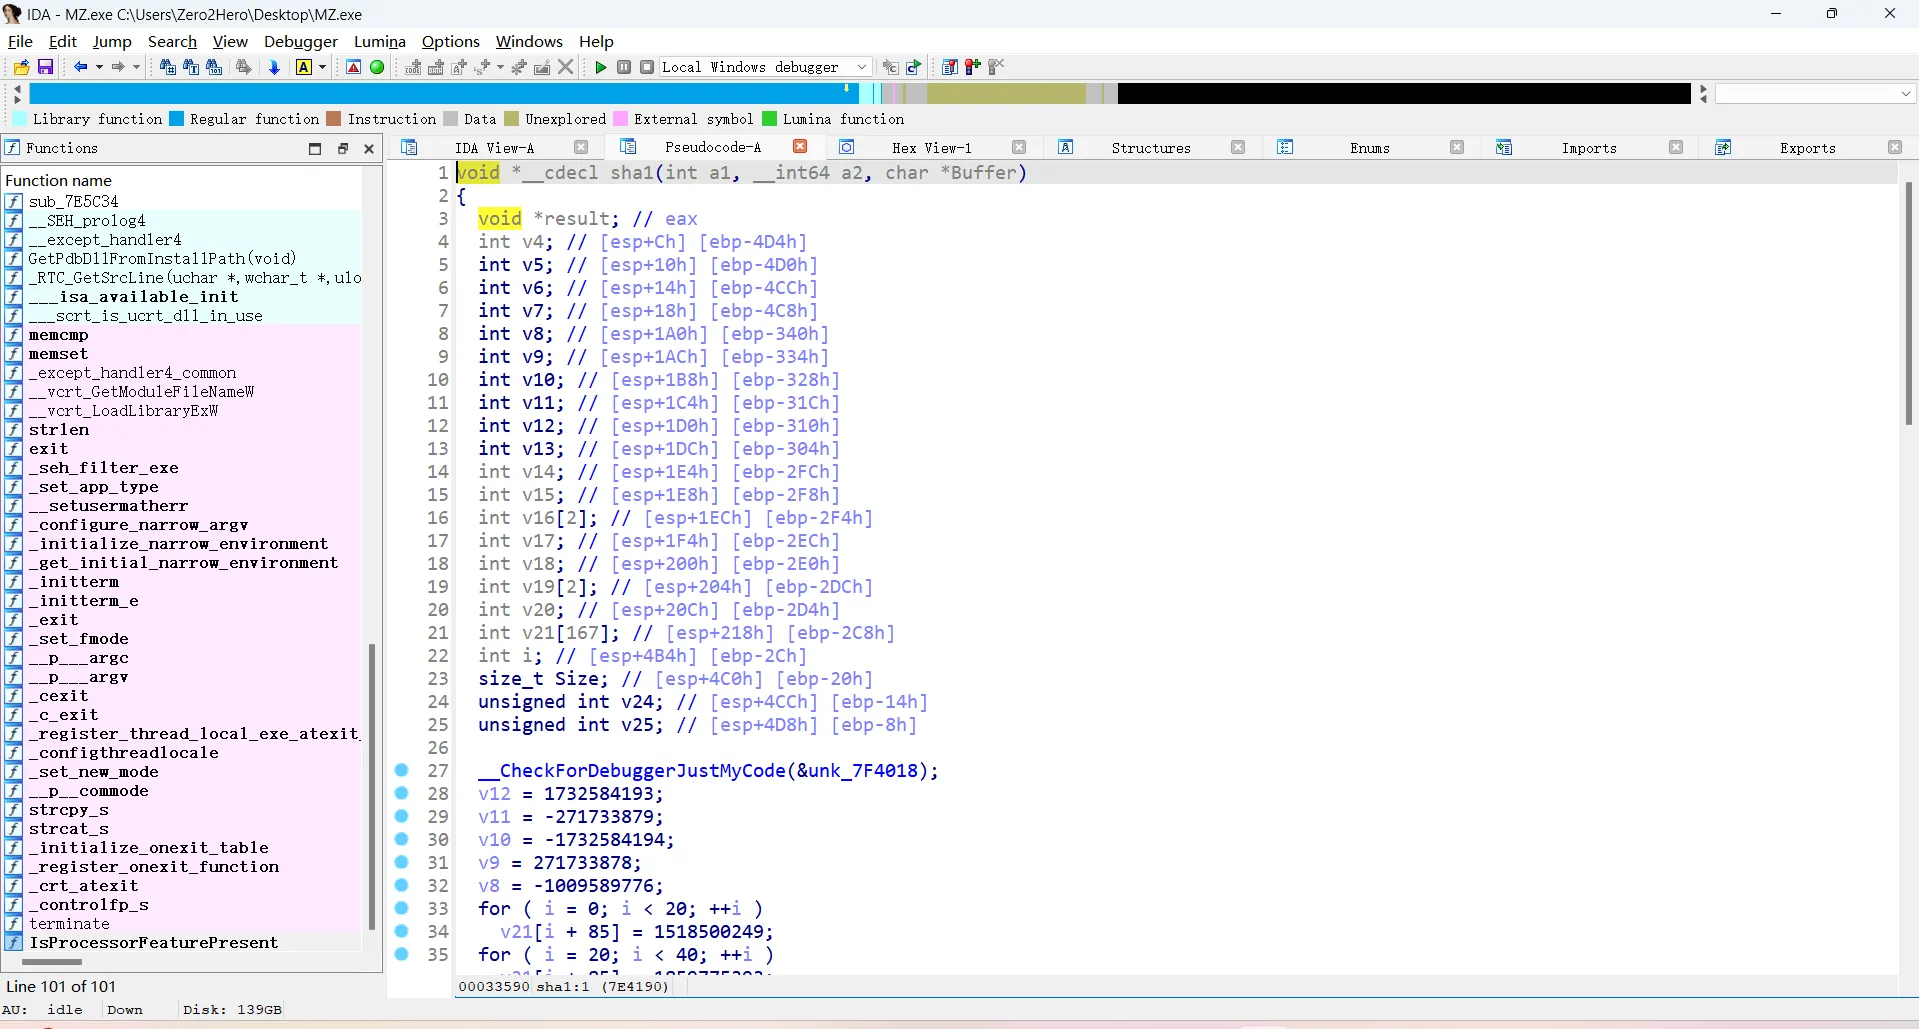 IDA - MZ.exe C:\Users\Zero2Hero\Desktop\MZ.exe
File Edit Jump Search View Debugger Lumina Options Windows Help
Local Windows debugger
Library function Regular function Instruction Data Unexplored External symbol Lumina function
Functions
IDA View-A Pseudocode-A Hex View-1 Structures Enums Imports Exports
Function name
sub_7E5C34
__SEH_prolog4
__except_handler4
GetPdbDllFromInstallPath(void)
_RTC_GetSrcLine(uchar *,wchar_t *,ulo
___isa_available_init
___scrt_is_ucrt_dll_in_use
memcmp
memset
_except_handler4_common
__vcrt_GetModuleFileNameW
__vcrt_LoadLibraryExW
strlen
exit
_seh_filter_exe
_set_app_type
__setusermatherr
_configure_narrow_argv
_initialize_narrow_environment
_get_initial_narrow_environment
_initterm
_initterm_e
_exit
_set_fmode
__p___argc
__p___argv
_cexit
_c_exit
_register_thread_local_exe_atexit_
_configthreadlocale
_set_new_mode
__p__commode
strcpy_s
strcat_s
_initialize_onexit_table
_register_onexit_function
_crt_atexit
_controlfp_s
terminate
IsProcessorFeaturePresent
Line 101 of 101
1 void *__cdecl sha1(int a1, __int64 a2, char *Buffer)
2 {
3 void *result; // eax
4 int v4; // [esp+Ch] [ebp-4D4h]
5 int v5; // [esp+10h] [ebp-4D0h]
6 int v6; // [esp+14h] [ebp-4CCh]
7 int v7; // [esp+18h] [ebp-4C8h]
8 int v8; // [esp+1A0h] [ebp-340h]
9 int v9; // [esp+1ACh] [ebp-334h]
10 int v10; // [esp+1B8h] [ebp-328h]
11 int v11; // [esp+1C4h] [ebp-31Ch]
12 int v12; // [esp+1D0h] [ebp-310h]
13 int v13; // [esp+1DCh] [ebp-304h]
14 int v14; // [esp+1E4h] [ebp-2FCh]
15 int v15; // [esp+1E8h] [ebp-2F8h]
16 int v16[2]; // [esp+1ECh] [ebp-2F4h]
17 int v17; // [esp+1F4h] [ebp-2ECh]
18 int v18; // [esp+200h] [ebp-2E0h]
19 int v19[2]; // [esp+204h] [ebp-2DCh]
20 int v20; // [esp+20Ch] [ebp-2D4h]
21 int v21[167]; // [esp+218h] [ebp-2C8h]
22 int i; // [esp+4B4h] [ebp-2Ch]
23 size_t Size; // [esp+4C0h] [ebp-20h]
24 unsigned int v24; // [esp+4CCh] [ebp-14h]
25 unsigned int v25; // [esp+4D8h] [ebp-8h]
26
27 __CheckForDebuggerJustMyCode(&unk_7F4018);
28 v12 = 1732584193;
29 v11 = -271733879;
30 v10 = -1732584194;
31 v9 = 271733878;
32 v8 = -1009589776;
33 for ( i = 0; i < 20; ++i )
34 v21[i + 85] = 1518500249;
35 for ( i = 20; i < 40; ++i )
00033590 sha1:1 (7E4190)
AU: idle Down Disk: 139GB